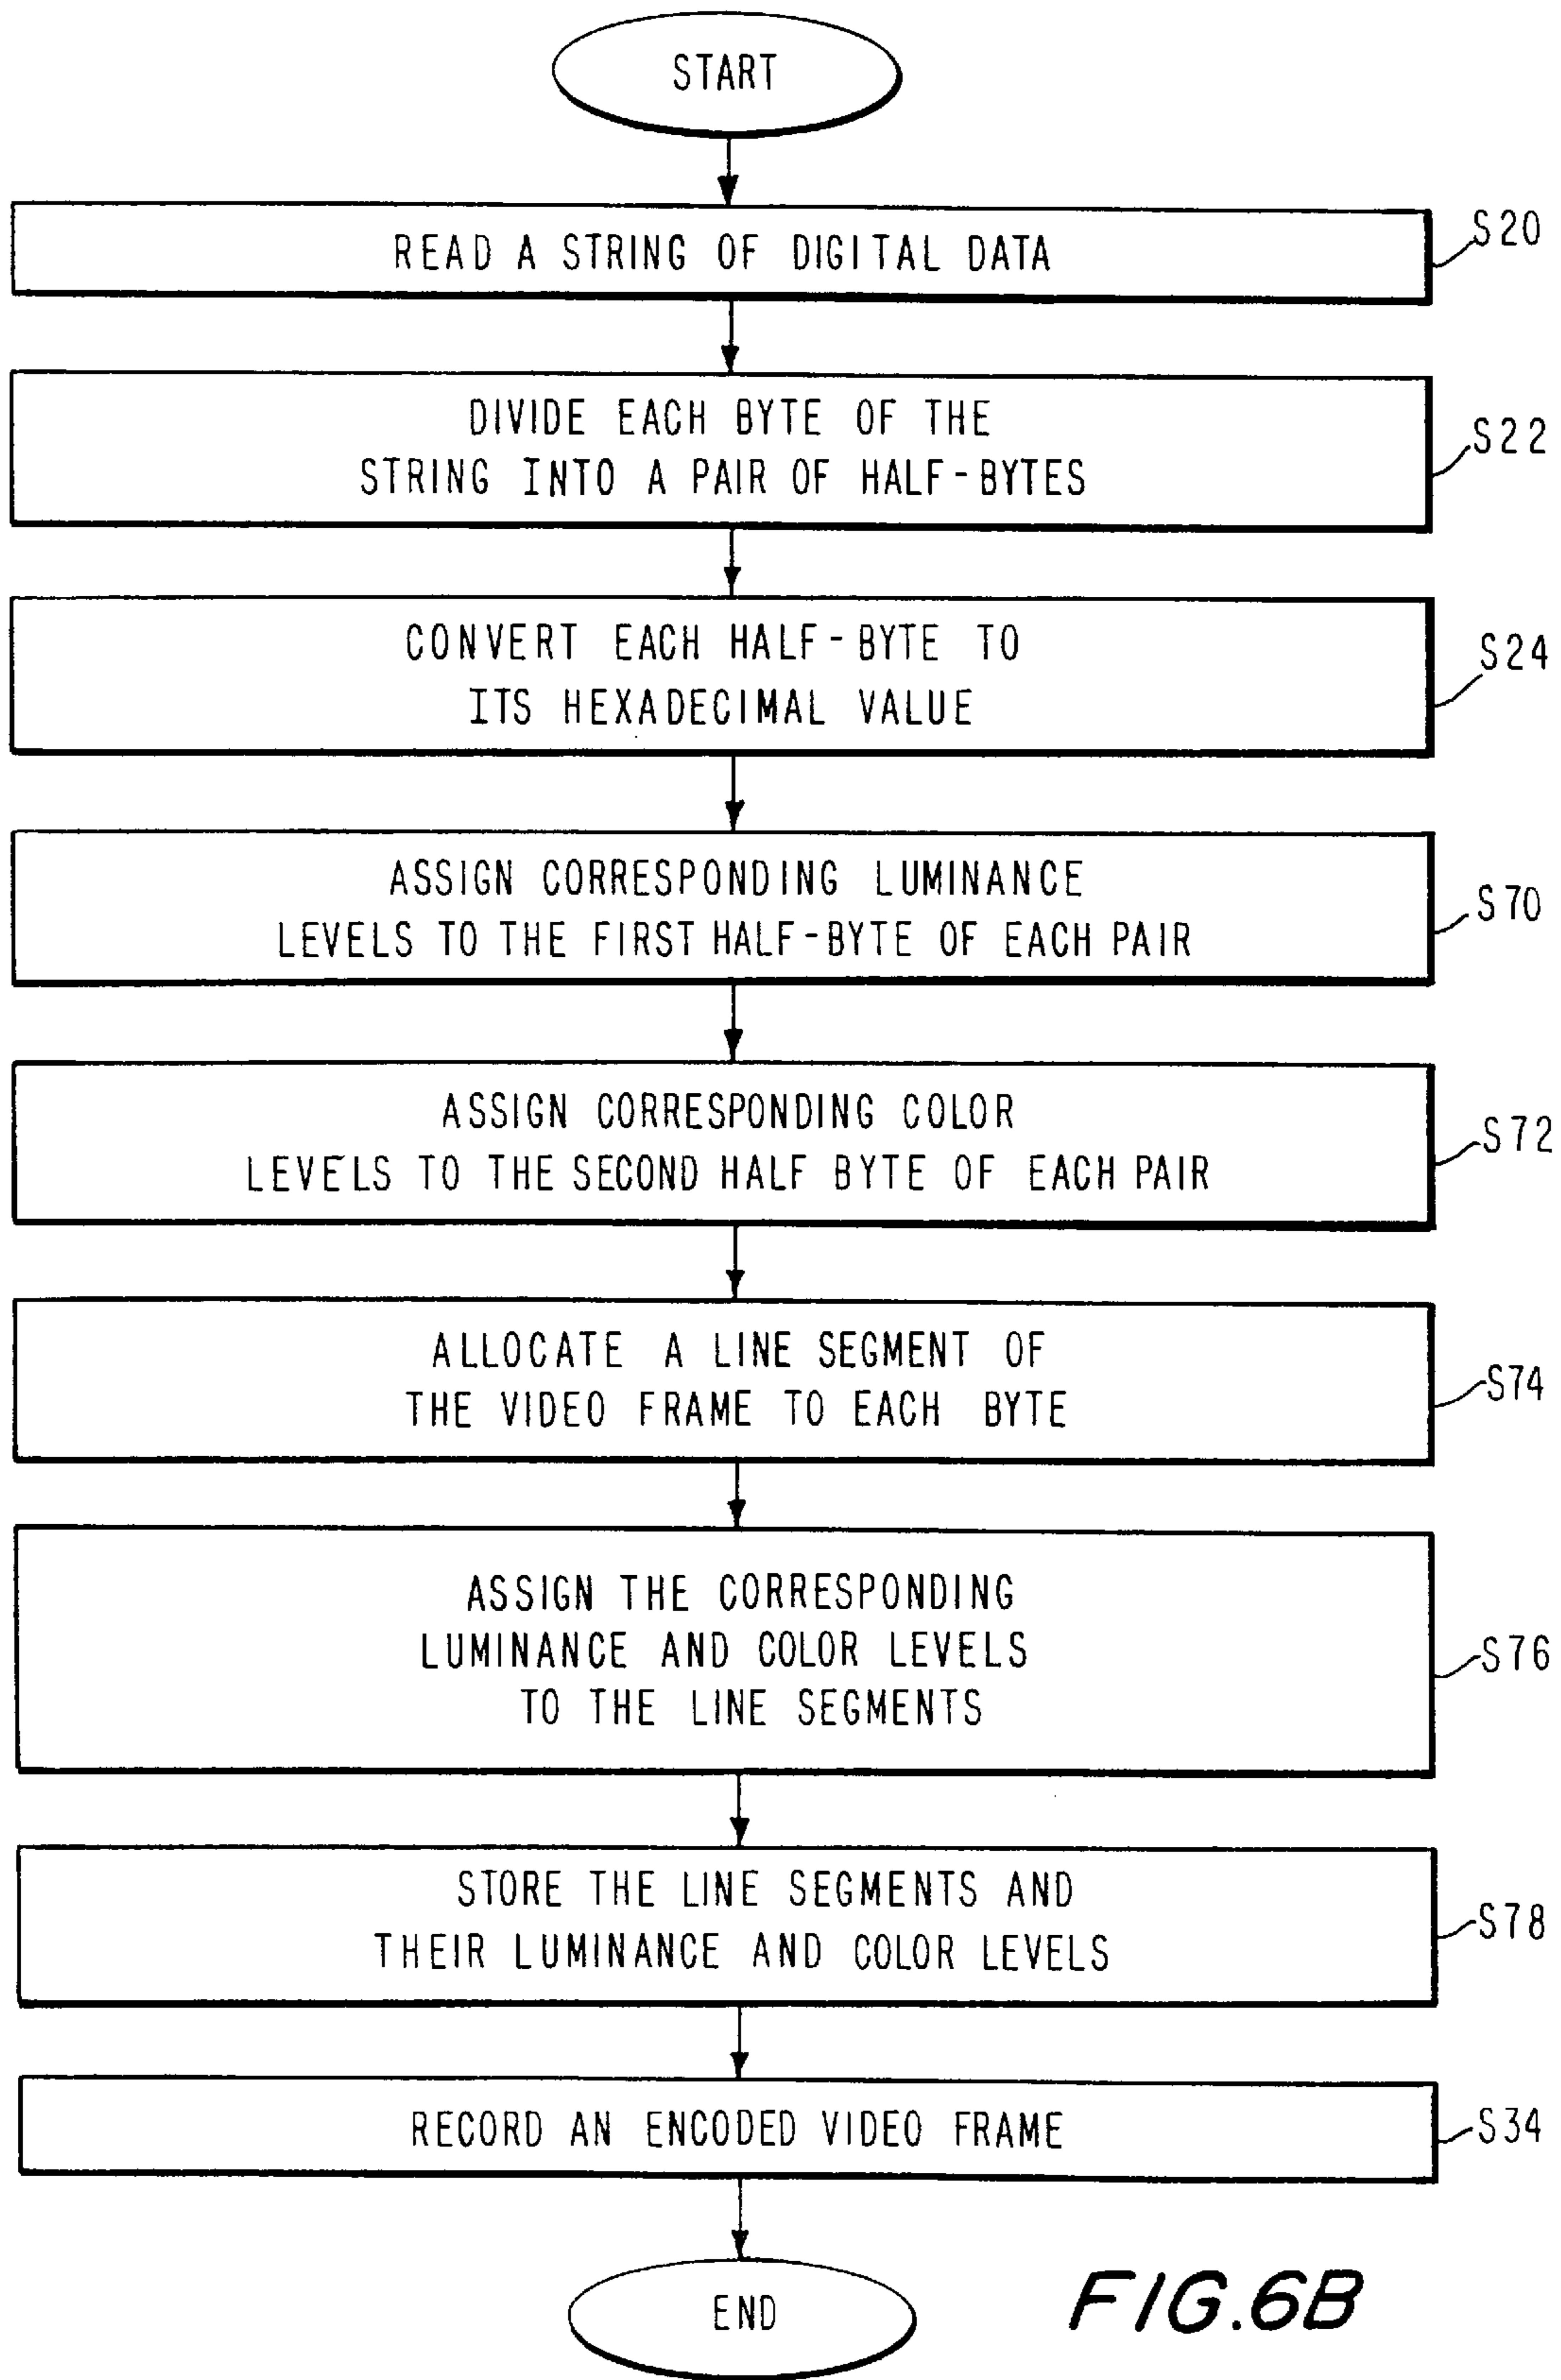 START
READ A STRING OF DIGITAL DATA
S20
DIVIDE EACH BYTE OF THE
STRING INTO A PAIR OF HALF-BYTES
S22
CONVERT EACH HALF-BYTE TO
ITS HEXADECIMAL VALUE
S24
ASSIGN CORRESPONDING LUMINANCE
LEVELS TO THE FIRST HALF-BYTE OF EACH PAIR
S70
ASSIGN CORRESPONDING COLOR
LEVELS TO THE SECOND HALF BYTE OF EACH PAIR
S72
ALLOCATE A LINE SEGMENT OF
THE VIDEO FRAME TO EACH BYTE
S74
ASSIGN THE CORRESPONDING
LUMINANCE AND COLOR LEVELS
TO THE LINE SEGMENTS
S76
STORE THE LINE SEGMENTS AND
THEIR LUMINANCE AND COLOR LEVELS
S78
RECORD AN ENCODED VIDEO FRAME
S34
END
FIG.6B